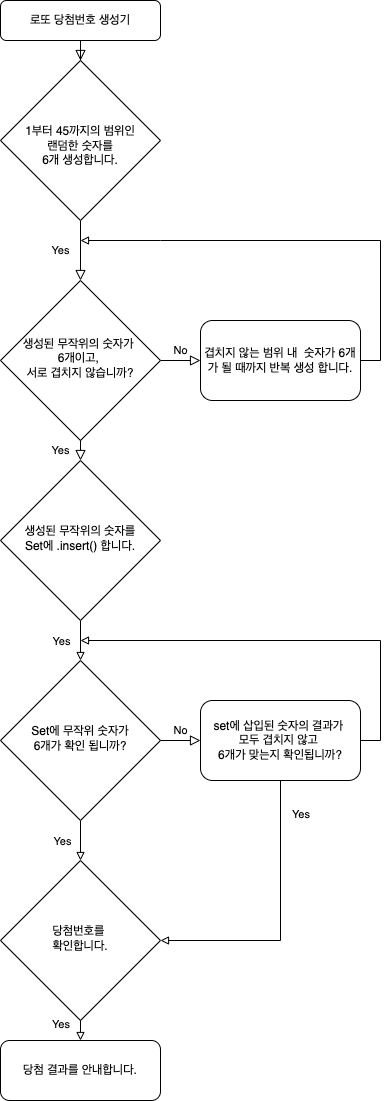 로또 당첨번호 생성기
1부터 45까지의 범위인
랜덤한 숫자를
6개 생성합니다.
Yes
생성된 무작위의 숫자가
6개이고,
서로 겹치지 않습니까?
No
겹치지 않는 범위 내 숫자가 6개
가 될 때까지 반복 생성 합니다.
Yes
생성된 무작위의 숫자를
Set에 .insert() 합니다.
Yes
Set에 무작위 숫자가
6개가 확인 됩니까?
No
set에 삽입된 숫자의 결과가
모두 겹치지 않고
6개가 맞는지 확인됩니까?
Yes
Yes
당첨번호를
확인합니다.
Yes
당첨 결과를 안내합니다.